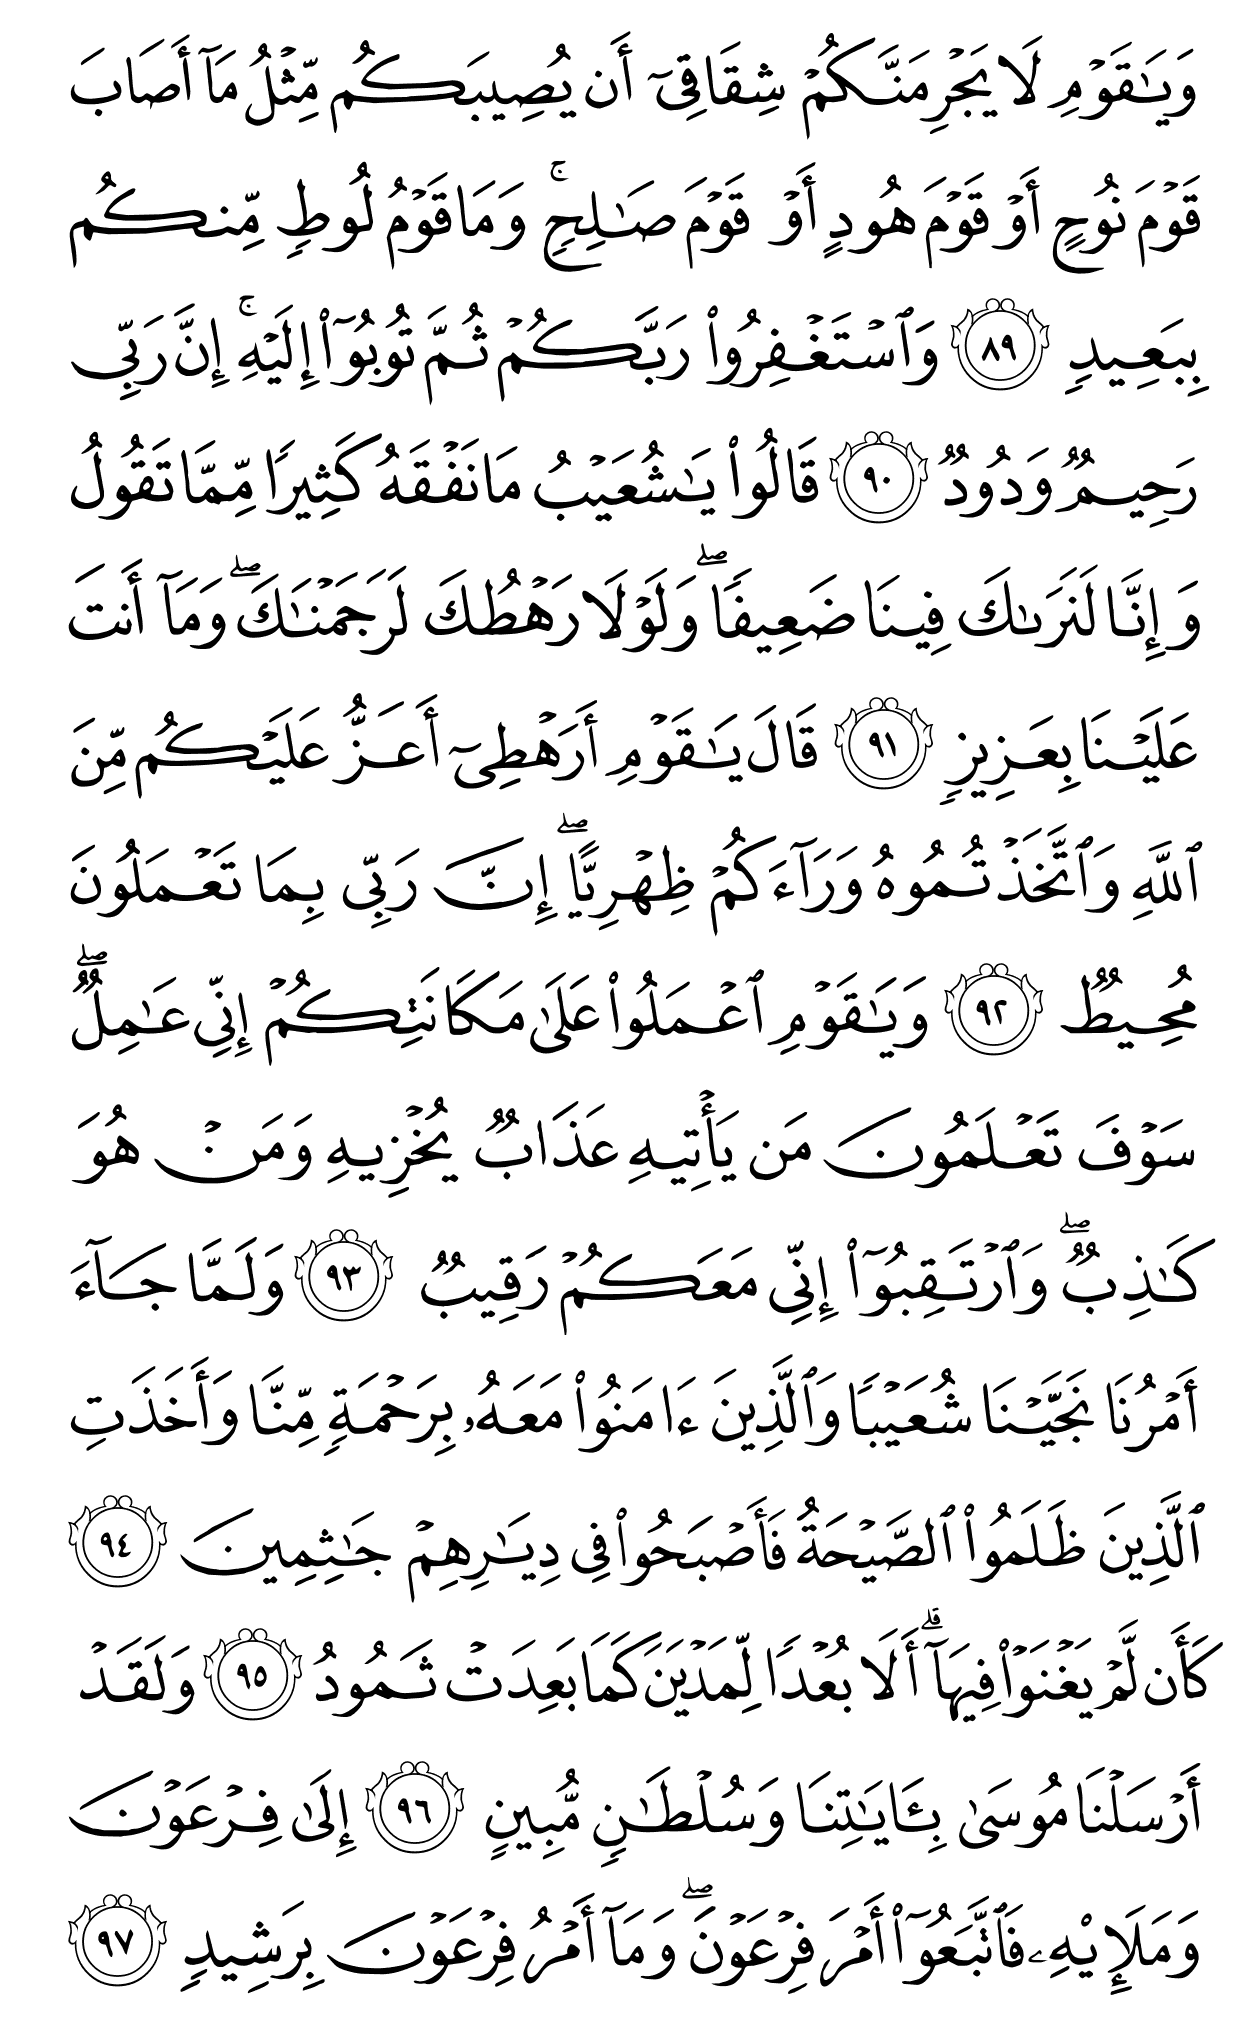 وَيَٰقَوۡمِ لَا يَجۡرِمَنَّكُمۡ شِقَاقِيٓ أَن يُصِيبَكُم مِّثۡلُ مَآ أَصَابَ
قَوۡمَ نُوحٍ أَوۡ قَوۡمَ هُودٍ أَوۡ قَوۡمَ صَٰلِحٖۚ وَمَا قَوۡمُ لُوطٖ مِّنكُم
بِبَعِيدٖ ٨٩ وَٱسۡتَغۡفِرُواْ رَبَّكُمۡ ثُمَّ تُوبُوٓاْ إِلَيۡهِۚ إِنَّ رَبِّي
رَحِيمٞ وَدُودٞ ٩٠ قَالُواْ يَٰشُعَيۡبُ مَا نَفۡقَهُ كَثِيرٗا مِّمَّا تَقُولُ
وَإِنَّا لَنَرَىٰكَ فِينَا ضَعِيفٗاۖ وَلَوۡلَا رَهۡطُكَ لَرَجَمۡنَٰكَۖ وَمَآ أَنتَ
عَلَيۡنَا بِعَزِيزٖ ٩١ قَالَ يَٰقَوۡمِ أَرَهۡطِيٓ أَعَزُّ عَلَيۡكُم مِّنَ
ٱللَّهِ وَٱتَّخَذۡتُمُوهُ وَرَآءَكُمۡ ظِهۡرِيًّاۖ إِنَّ رَبِّي بِمَا تَعۡمَلُونَ
مُحِيطٞ ٩٢ وَيَٰقَوۡمِ ٱعۡمَلُواْ عَلَىٰ مَكَانَتِكُمۡ إِنِّي عَٰمِلٞۖ
سَوۡفَ تَعۡلَمُونَ مَن يَأۡتِيهِ عَذَابٞ يُخۡزِيهِ وَمَنۡ هُوَ
كَٰذِبٞۖ وَٱرۡتَقِبُوٓاْ إِنِّي مَعَكُمۡ رَقِيبٞ ٩٣ وَلَمَّا جَآءَ
أَمۡرُنَا نَجَّيۡنَا شُعَيۡبٗا وَٱلَّذِينَ ءَامَنُواْ مَعَهُۥ بِرَحۡمَةٖ مِّنَّا وَأَخَذَتِ
ٱلَّذِينَ ظَلَمُواْ ٱلصَّيۡحَةُ فَأَصۡبَحُواْ فِي دِيَٰرِهِمۡ جَٰثِمِينَ ٩٤
كَأَن لَّمۡ يَغۡنَوۡاْ فِيهَآۗ أَلَا بُعۡدٗا لِّمَدۡيَنَ كَمَا بَعِدَتۡ ثَمُودُ ٩٥ وَلَقَدۡ
أَرۡسَلۡنَا مُوسَىٰ بِـَٔايَٰتِنَا وَسُلۡطَٰنٖ مُّبِينٍ ٩٦ إِلَىٰ فِرۡعَوۡنَ
وَمَلَإِيْهِۦ فَٱتَّبَعُوٓاْ أَمۡرَ فِرۡعَوۡنَۖ وَمَآ أَمۡرُ فِرۡعَوۡنَ بِرَشِيدٖ ٩٧